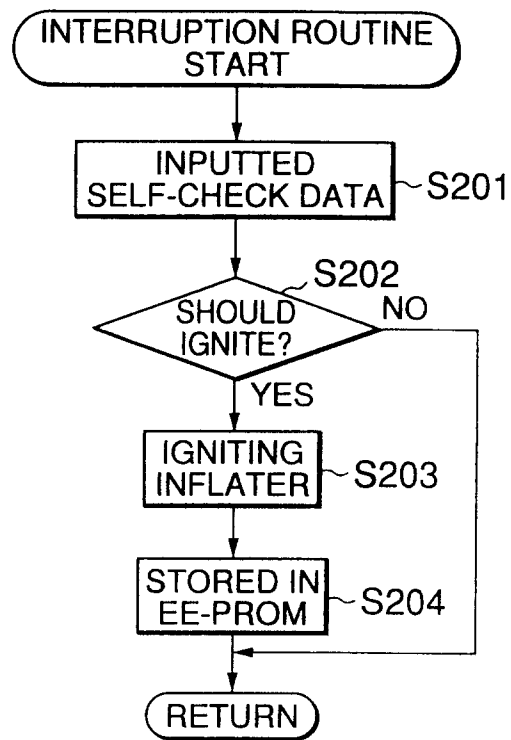 INTERRUPTION ROUTINE
START
INPUTTED
SELF-CHECK DATA
S201
S202
SHOULD
IGNITE?
NO
YES
IGNITING
INFLATER
S203
STORED IN
EE-PROM
S204
RETURN